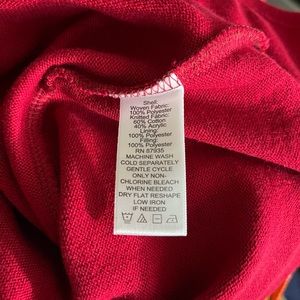 Shell:
Woven Fabric:
100% Polyester
Knitted Fabric:
60% Cotton
40% Acrylic
Lining:
100% Polyester
Filling:
100% Polyester
RN 87935
MACHINE WASH
COLD SEPARATELY
GENTLE CYCLE
ONLY NON-
CHLORINE BLEACH
WHEN NEEDED
DRY FLAT RESHAPE
LOW IRON
IF NEEDED